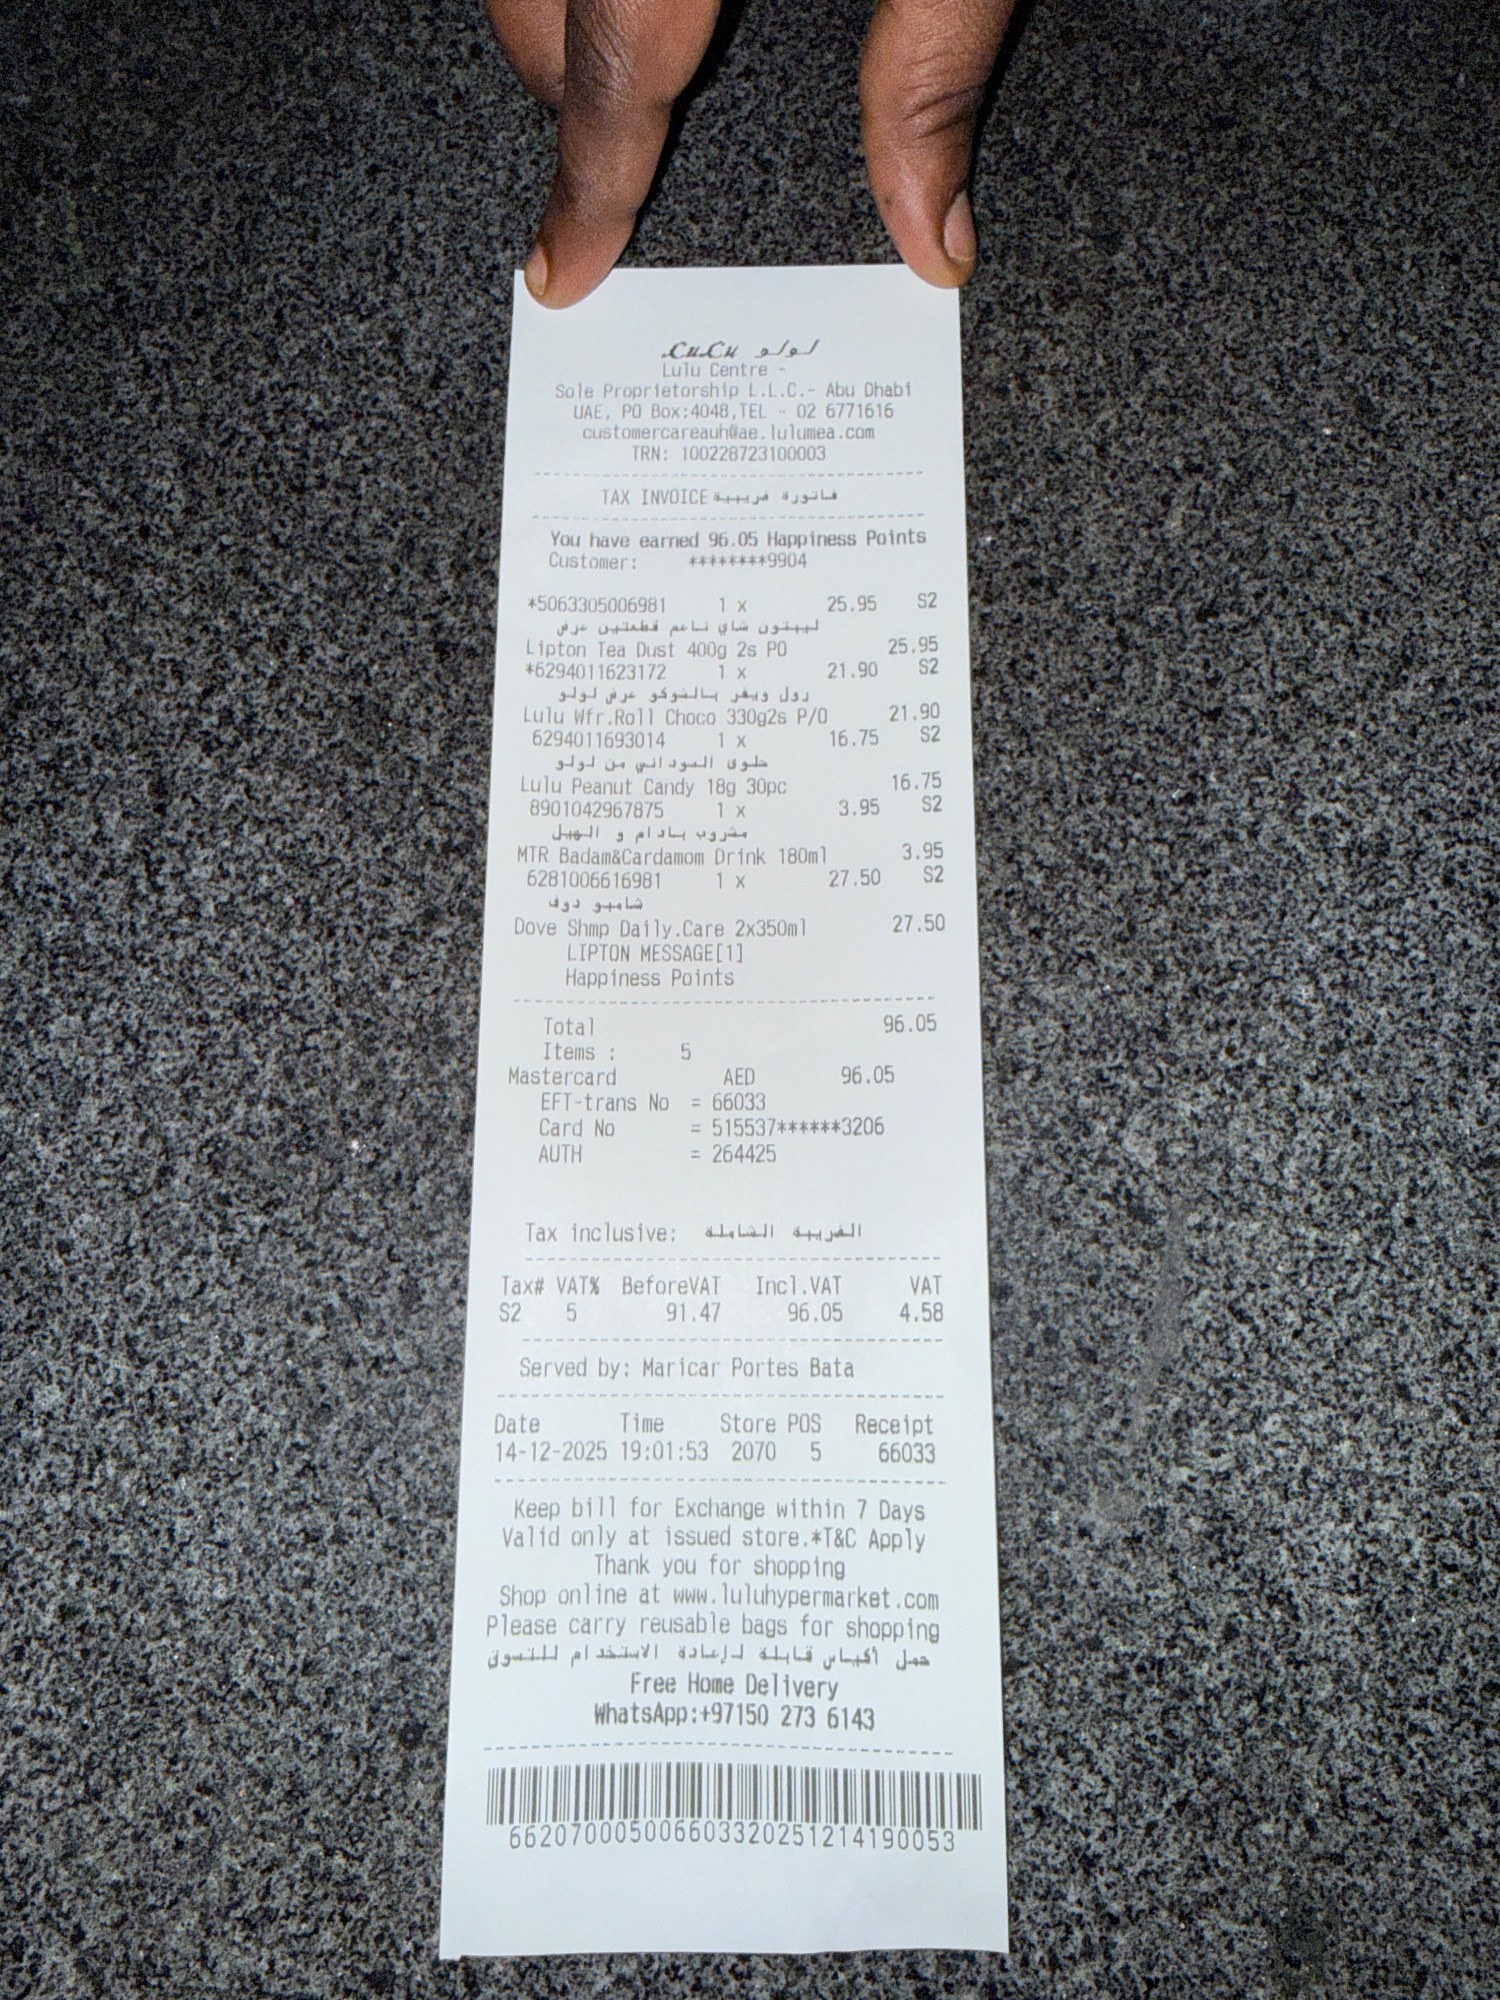 LuLu لولو
Lulu Centre -
Sole Proprietorship L.L.C.- Abu Dhabi
UAE, PO Box:4048,TEL - 02 6771616
customercareauh@ae.lulumea.com
TRN: 100228723100003
TAX INVOICE فاتورة ضريبية
You have earned 96.05 Happiness Points
Customer: ********9904
*5063305006981 1 x 25.95 S2
ليبتون شاي ناعم قطعتين عرض
Lipton Tea Dust 400g 2s PO 25.95
*6294011623172 1 x 21.90 S2
رول ويفر بالشوكو عرض لولو
Lulu Wfr.Roll Choco 330g2s P/O 21.90
6294011693014 1 x 16.75 S2
حلوى السوداني من لولو
Lulu Peanut Candy 18g 30pc 16.75
8901042967875 1 x 3.95 S2
مشروب بادام و الهيل
MTR Badam&Cardamom Drink 180ml 3.95
6281006616981 1 x 27.50 S2
شامبو دوف
Dove Shmp Daily.Care 2x350ml 27.50
LIPTON MESSAGE[1]
Happiness Points
Total 96.05
Items : 5
Mastercard AED 96.05
EFT-trans No = 66033
Card No = 515537******3206
AUTH = 264425
Tax inclusive: الضريبة الشاملة
Tax# VAT% BeforeVAT Incl.VAT VAT
S2 5 91.47 96.05 4.58
Served by: Maricar Portes Bata
Date Time Store POS Receipt
14-12-2025 19:01:53 2070 5 66033
Keep bill for Exchange within 7 Days
Valid only at issued store.*T&C Apply
Thank you for shopping
Shop online at www.luluhypermarket.com
Please carry reusable bags for shopping
حمل أكياس قابلة لإعادة الاستخدام للتسوق
Free Home Delivery
WhatsApp:+97150 273 6143
662070005006603320251214190053